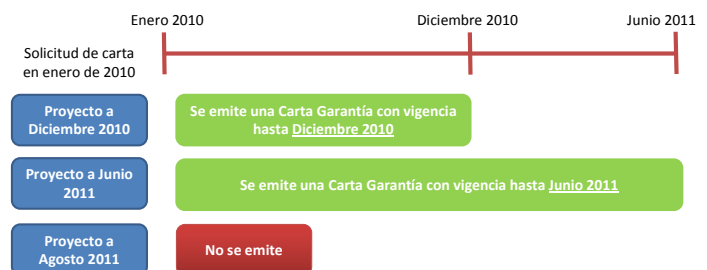 Enero 2010
Diciembre 2010
Junio 2011
Solicitud de carta
en enero de 2010
Proyecto a
Diciembre 2010
Se emite una Carta Garantía con vigencia
hasta Diciembre 2010
Proyecto a Junio
2011
Se emite una Carta Garantía con vigencia hasta Junio 2011
Proyecto a
Agosto 2011
No se emite